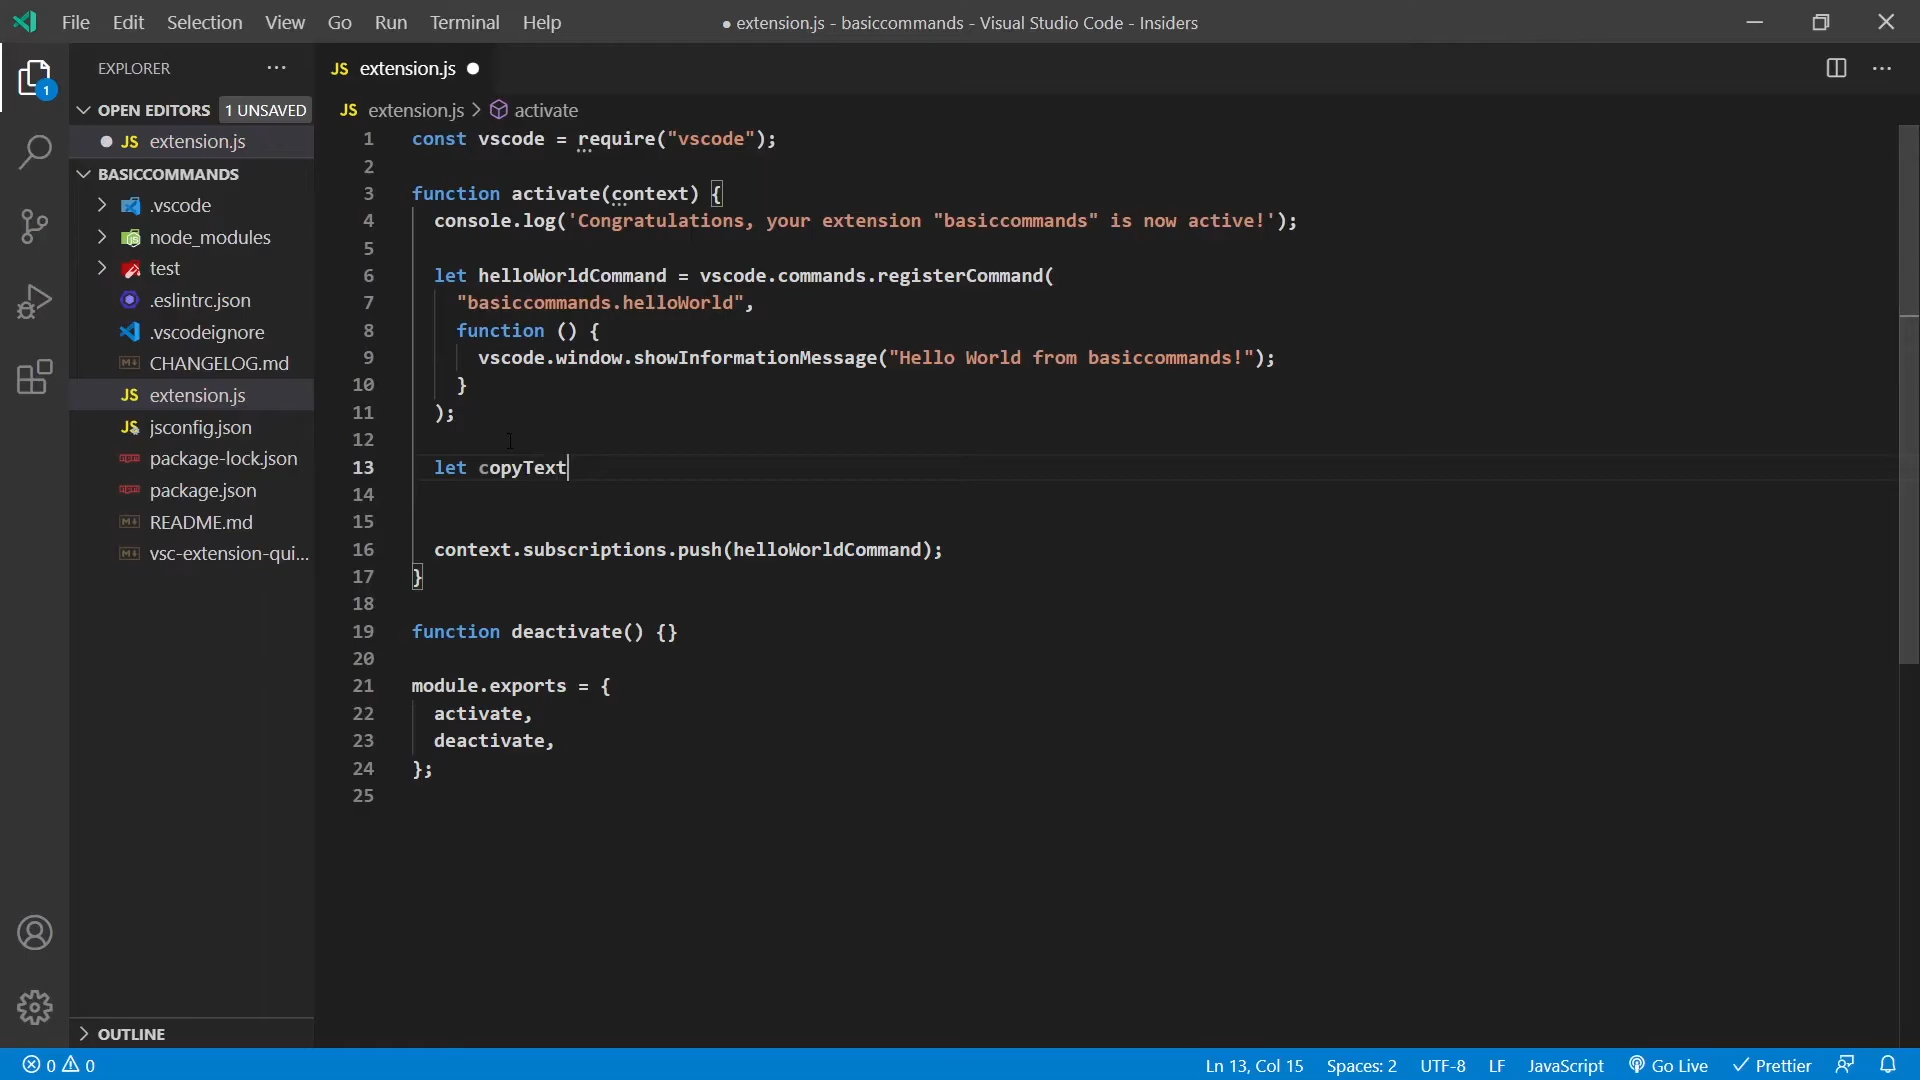 File Edit Selection View Go Run Terminal Help
● extension.js - basiccommands - Visual Studio Code - Insiders
EXPLORER ···
OPEN EDITORS 1 UNSAVED
● JS extension.js
BASICCOMMANDS
.vscode
node_modules
test
.eslintrc.json
.vscodeignore
CHANGELOG.md
JS extension.js
JS jsconfig.json
package-lock.json
package.json
README.md
vsc-extension-qui...
OUTLINE
1
JS extension.js ●
JS extension.js > activate
1 const vscode = require("vscode");
2
3 function activate(context) {
4 console.log('Congratulations, your extension "basiccommands" is now active!');
5
6 let helloWorldCommand = vscode.commands.registerCommand(
7 "basiccommands.helloWorld",
8 function () {
9 vscode.window.showInformationMessage("Hello World from basiccommands!");
10 }
11 );
12
13 let copyText
14
15
16 context.subscriptions.push(helloWorldCommand);
17 }
18
19 function deactivate() {}
20
21 module.exports = {
22 activate,
23 deactivate,
24 };
25
0 0 Ln 13, Col 15 Spaces: 2 UTF-8 LF JavaScript Go Live Prettier